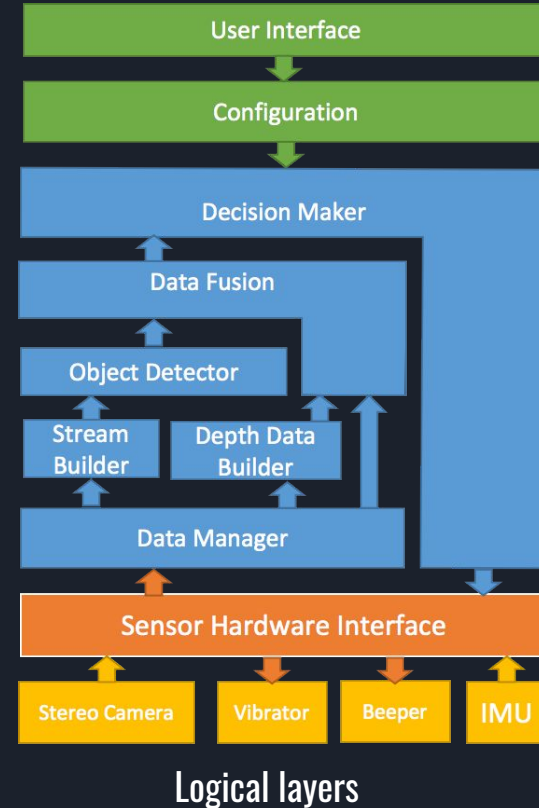 User Interface
Configuration
Decision Maker
Data Fusion
Object Detector
Stream
Builder
Depth Data
Builder
Data Manager
Sensor Hardware Interface
Stereo Camera
Vibrator
Beeper
IMU
Logical layers